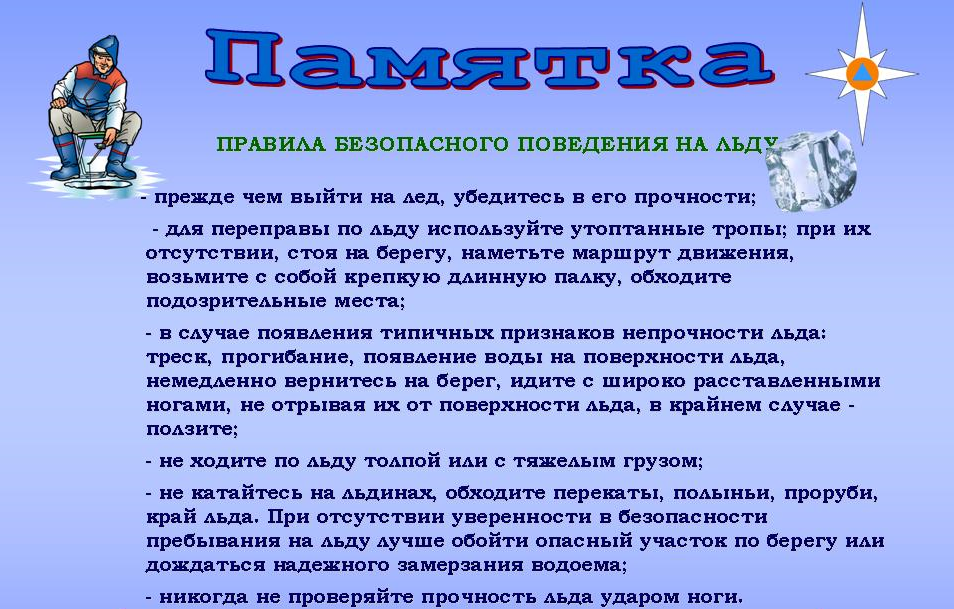 Памятка
ПРАВИЛА БЕЗОПАСНОГО ПОВЕДЕНИЯ НА ЛЬДУ
- прежде чем выйти на лед, убедитесь в его прочности;
- для переправы по льду используйте утоптанные тропы; при их
отсутствии, стоя на берегу, наметьте маршрут движения,
возьмите с собой крепкую длинную палку, обходите
подозрительные места;
- в случае появления типичных признаков непрочности льда:
треск, прогибание, появление воды на поверхности льда,
немедленно вернитесь на берег, идите с широко расставленными
ногами, не отрывая их от поверхности льда, в крайнем случае -
ползите;
- не ходите по льду толпой или с тяжелым грузом;
- не катайтесь на льдинах, обходите перекаты, полыньи, проруби,
край льда. При отсутствии уверенности в безопасности
пребывания на льду лучше обойти опасный участок по берегу или
дождаться надежного замерзания водоема;
- никогда не проверяйте прочность льда ударом ноги.